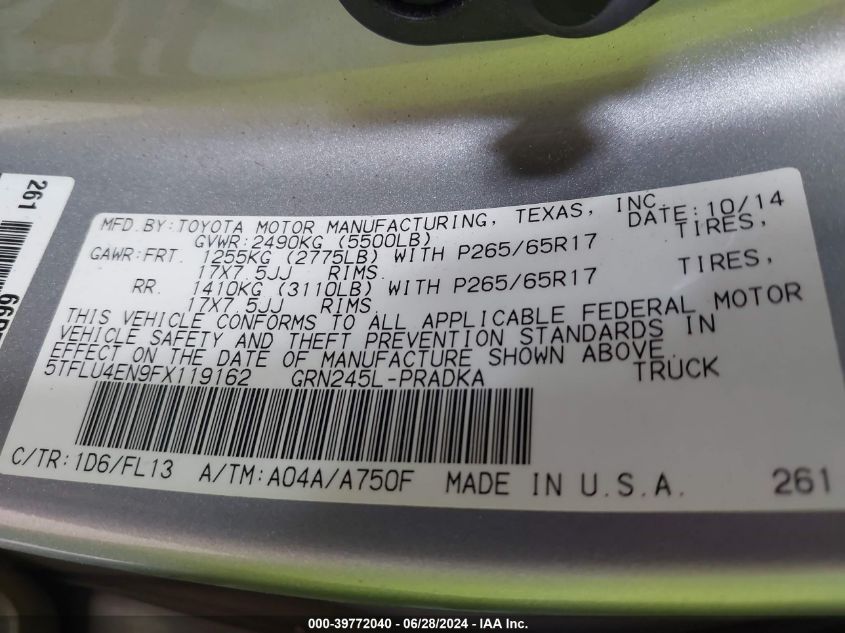 261
MFD.BY:TOYOTA MOTOR MANUFACTURING, TEXAS, INC. DATE:10/14
GVWR:2490KG (5500LB)
GAWR:FRT. 1255KG (2775LB) WITH P265/65R17 TIRES,
17X7.5JJ RIMS
RR. 1410KG (3110LB) WITH P265/65R17 TIRES,
17X7.5JJ RIMS
THIS VEHICLE CONFORMS TO ALL APPLICABLE FEDERAL MOTOR
VEHICLE SAFETY AND THEFT PREVENTION STANDARDS IN
EFFECT ON THE DATE OF MANUFACTURE SHOWN ABOVE.
5TFLU4EN9FX119162 GRN245L-PRADKA TRUCK
C/TR:1D6/FL13 A/TM:A04A/A750F MADE IN U.S.A. 261
000-39772040 - 06/28/2024 - IAA Inc.